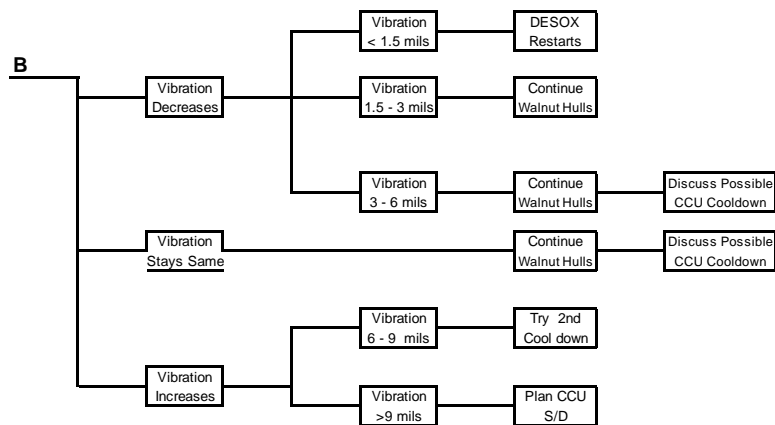 B
Vibration
Decreases
Vibration
< 1.5 mils
DESOX
Restarts
Vibration
1.5 - 3 mils
Continue
Walnut Hulls
Vibration
3 - 6 mils
Continue
Walnut Hulls
Discuss Possible
CCU Cooldown
Vibration
Stays Same
Continue
Walnut Hulls
Discuss Possible
CCU Cooldown
Vibration
Increases
Vibration
6 - 9 mils
Try 2nd
Cool down
Vibration
>9 mils
Plan CCU
S/D